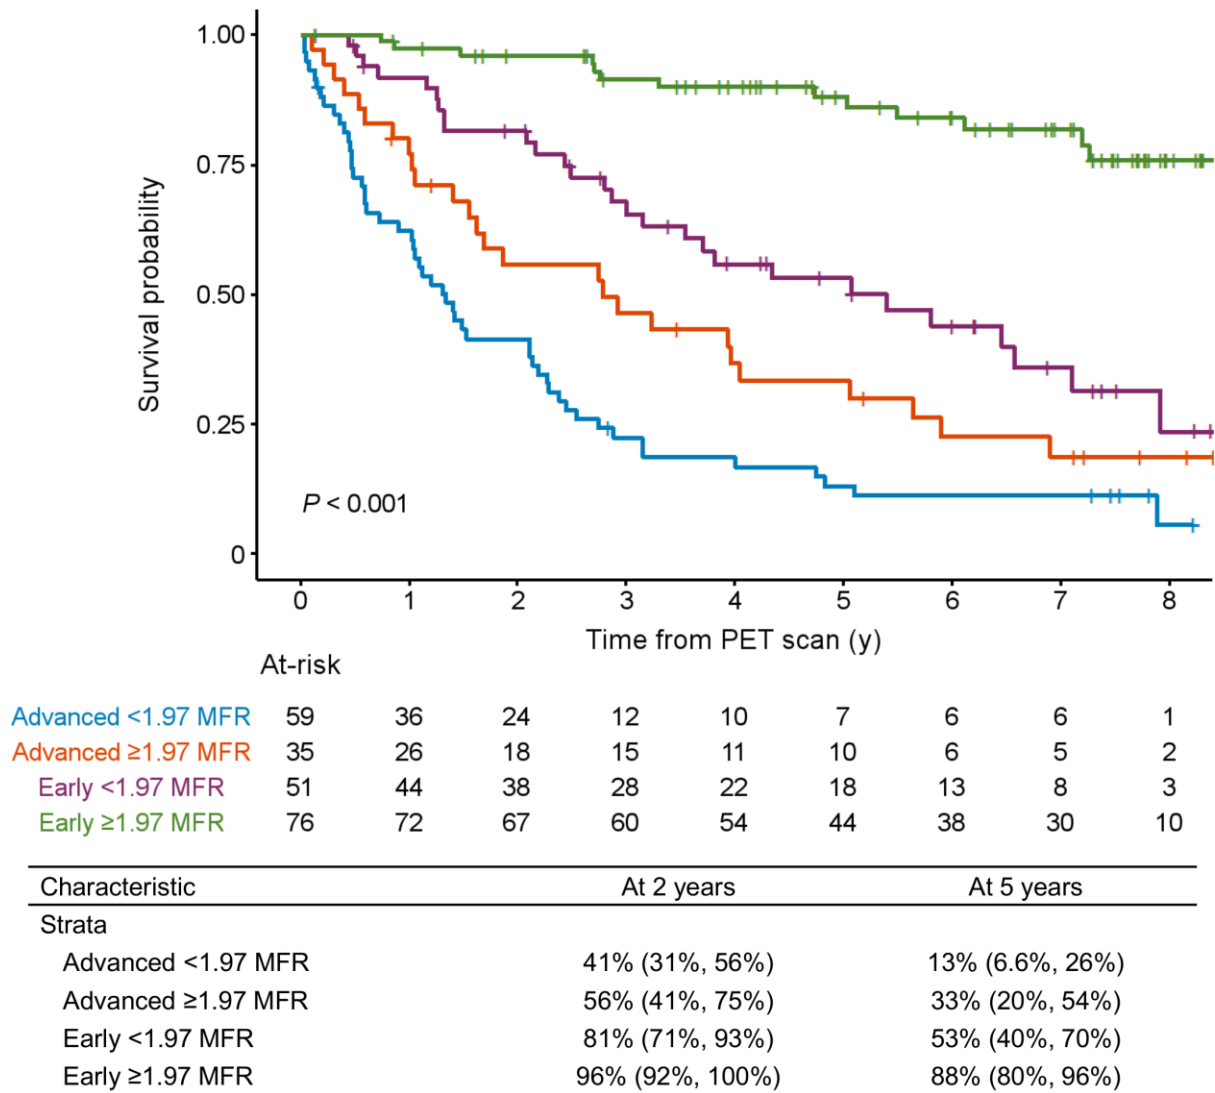 1.00
0.75
0.50
0.25
0
Survival probability
P < 0.001
0 1 2 3 4 5 6 7 8
Time from PET scan (y)
At-risk
Advanced <1.97 MFR 59 36 24 12 10 7 6 6 1
Advanced ≥1.97 MFR 35 26 18 15 11 10 6 5 2
Early <1.97 MFR 51 44 38 28 22 18 13 8 3
Early ≥1.97 MFR 76 72 67 60 54 44 38 30 10
Characteristic At 2 years At 5 years
Strata
Advanced <1.97 MFR 41% (31%, 56%) 13% (6.6%, 26%)
Advanced ≥1.97 MFR 56% (41%, 75%) 33% (20%, 54%)
Early <1.97 MFR 81% (71%, 93%) 53% (40%, 70%)
Early ≥1.97 MFR 96% (92%, 100%) 88% (80%, 96%)